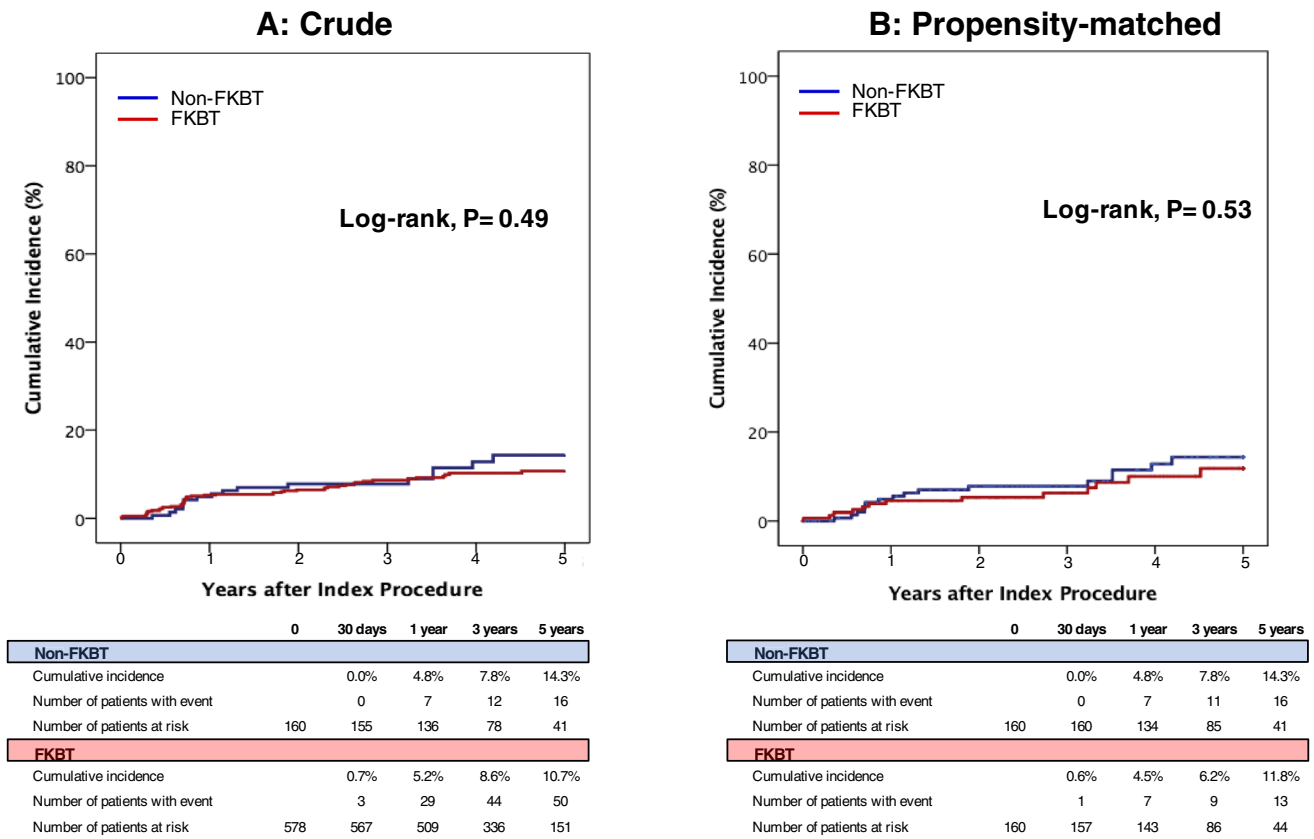 A: Crude
100
80
60
40
20
0
Cumulative Incidence (%)
Non-FKBT
FKBT
Log-rank, P= 0.49
0 1 2 3 4 5
Years after Index Procedure
0 30 days 1 year 3 years 5 years
Non-FKBT
Cumulative incidence 0.0% 4.8% 7.8% 14.3%
Number of patients with event 0 7 12 16
Number of patients at risk 160 155 136 78 41
FKBT
Cumulative incidence 0.7% 5.2% 8.6% 10.7%
Number of patients with event 3 29 44 50
Number of patients at risk 578 567 509 336 151
B: Propensity-matched
100
80
60
40
20
0
Cumulative Incidence (%)
Non-FKBT
FKBT
Log-rank, P= 0.53
0 1 2 3 4 5
Years after Index Procedure
0 30 days 1 year 3 years 5 years
Non-FKBT
Cumulative incidence 0.0% 4.8% 7.8% 14.3%
Number of patients with event 0 7 11 16
Number of patients at risk 160 160 134 85 41
FKBT
Cumulative incidence 0.6% 4.5% 6.2% 11.8%
Number of patients with event 1 7 9 13
Number of patients at risk 160 157 143 86 44